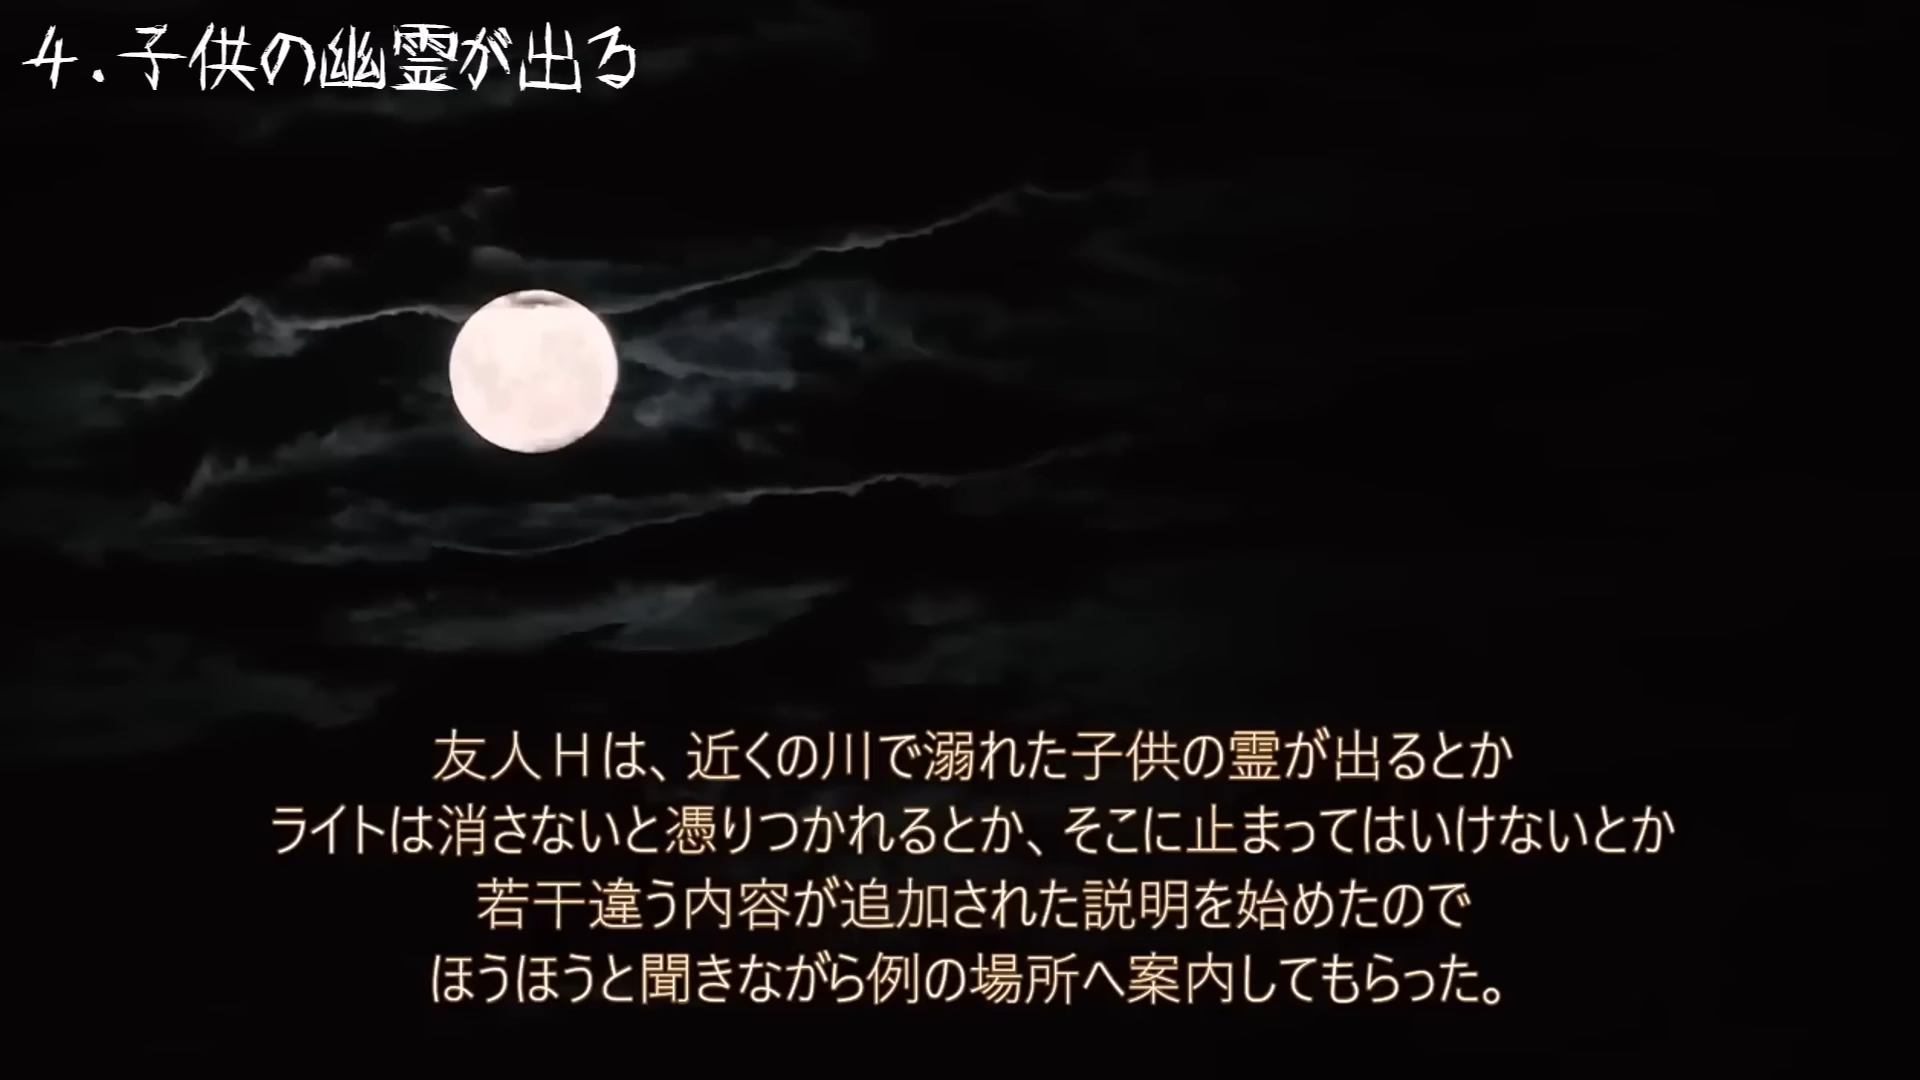 4.子供の幽霊が出る
友人Hは、近くの川で溺れた子供の霊が出るとか
ライトは消さないと憑りつかれるとか、そこに止まってはいけないとか
若干違う内容が追加された説明を始めたので
ほうほうと聞きながら例の場所へ案内してもらった。